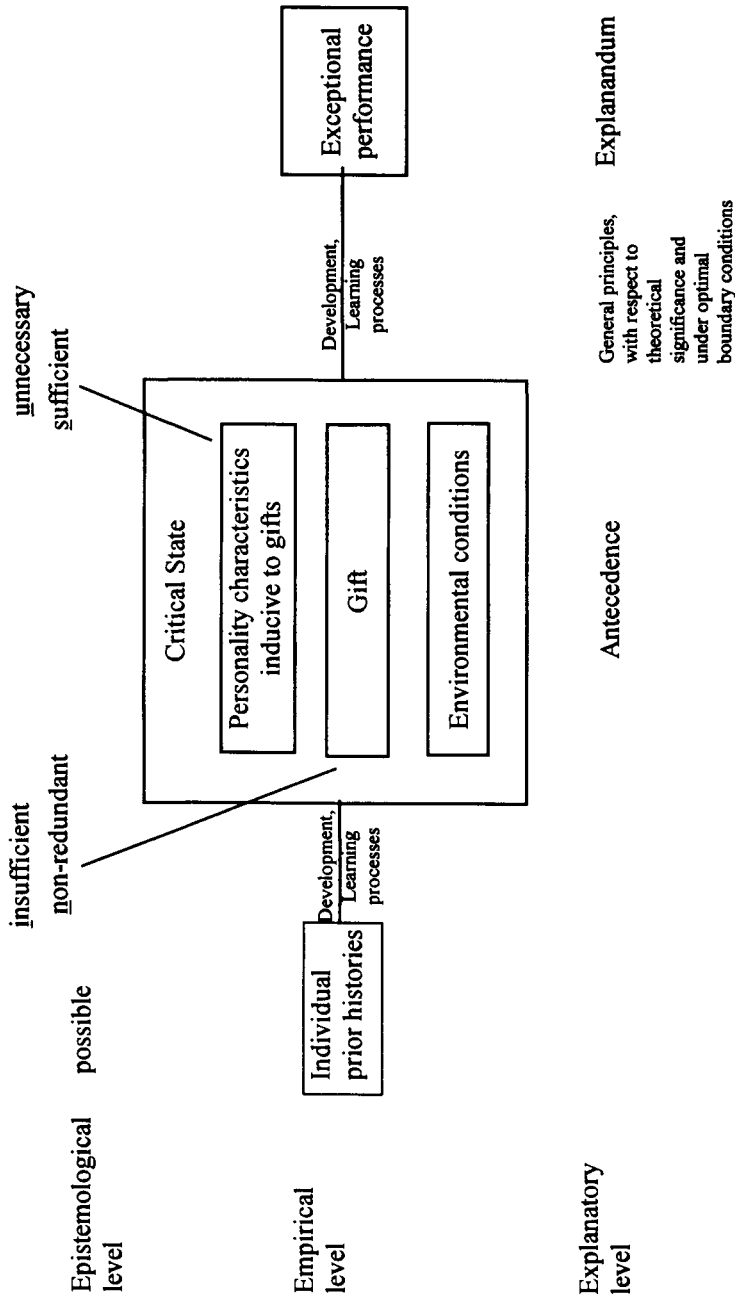 Epistemological
level
possible
insufficient
non-redundant
unnecessary
sufficient
Empirical
level
Individual
prior histories
Development,
Learning
processes
Critical State
Personality characteristics
inducive to gifts
Gift
Environmental conditions
Development,
Learning
processes
Exceptional
performance
Explanatory
level
Antecedence
General principles,
with respect to
theoretical
significance and
under optimal
boundary conditions
Explanandum